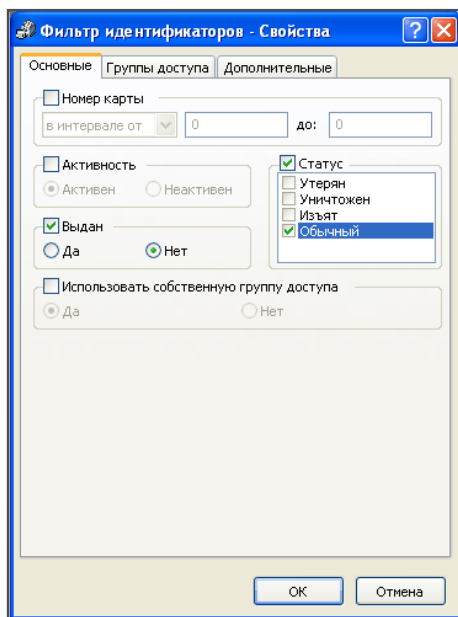 Фильтр идентификаторов - Свойства
Основные Группы доступа Дополнительные
Номер карты
в интервале от 0 до: 0
Активность
Активен Неактивен
Статус
Утерян
Уничтожен
Изъят
Обычный
Выдан
Да Нет
Использовать собственную группу доступа
Да Нет
ОК Отмена